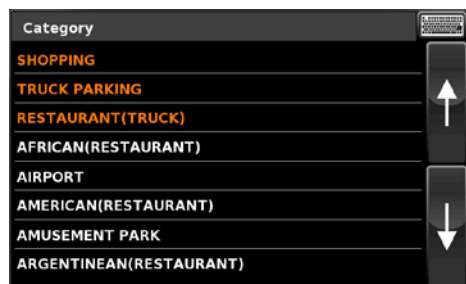 Category
SHOPPING
TRUCK PARKING
RESTAURANT(TRUCK)
AFRICAN(RESTAURANT)
AIRPORT
AMERICAN(RESTAURANT)
AMUSEMENT PARK
ARGENTINEAN(RESTAURANT)